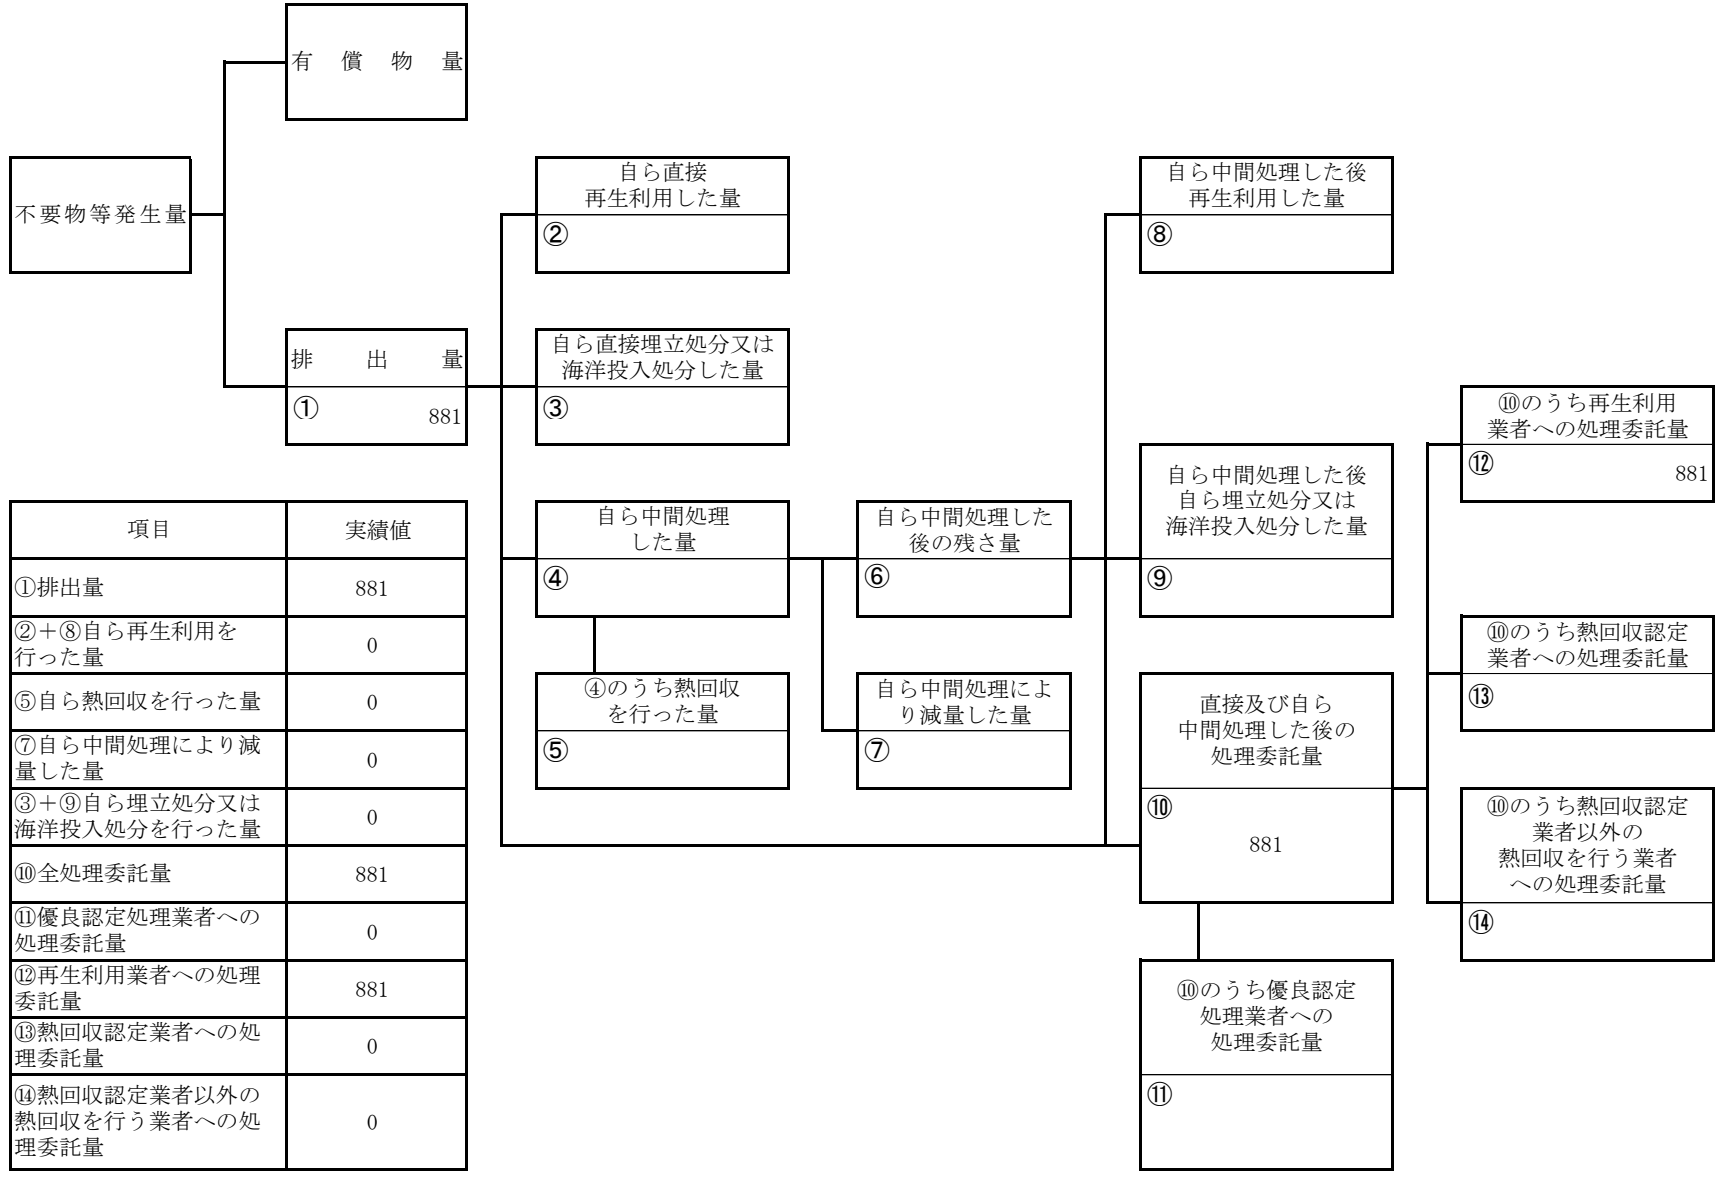 有償物量
不要物等発生量
排出量
①
881
自ら直接
再生利用した量
②
自ら直接埋立処分又は
海洋投入処分した量
③
自ら中間処理
した量
④
④のうち熱回収
を行った量
⑤
自ら中間処理した
後の残さ量
⑥
自ら中間処理によ
り減量した量
⑦
自ら中間処理した後
再生利用した量
⑧
自ら中間処理した後
自ら埋立処分又は
海洋投入処分した量
⑨
直接及び自ら
中間処理した後の
処理委託量
⑩
881
⑩のうち優良認定
処理業者への
処理委託量
⑪
⑩のうち再生利用
業者への処理委託量
⑫
881
⑩のうち熱回収認定
業者への処理委託量
⑬
⑩のうち熱回収認定
業者以外の
熱回収を行う業者
への処理委託量
⑭
項目 実績値
①排出量 881
②＋⑧自ら再生利用を
行った量
0
⑤自ら熱回収を行った量 0
⑦自ら中間処理により減
量した量
0
③＋⑨自ら埋立処分又は
海洋投入処分を行った量
0
⑩全処理委託量 881
⑪優良認定処理業者への
処理委託量
0
⑫再生利用業者への処理
委託量
881
⑬熱回収認定業者への処
理委託量
0
⑭熱回収認定業者以外の
熱回収を行う業者への処
理委託量
0